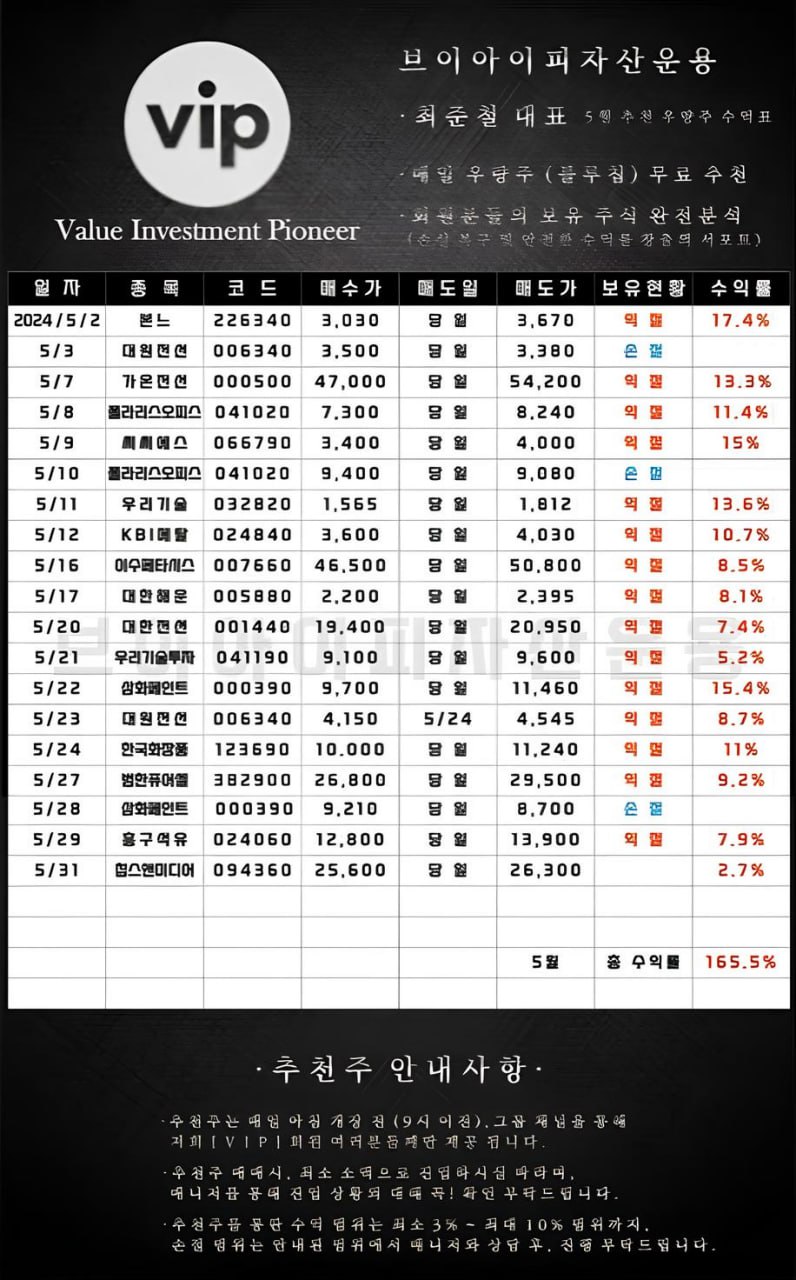 vip
Value Investment Pioneer
브이아이피자산운용
·최준철 대표 5월 추천 우량주 수익표
·매일 우량주 (블루칩) 무료 추천
·회원분들의 보유 주식 완전분석
(손실 복구 및 안전한 수익률 창출의 서포트)
일 자 종 목 코 드 매수가 매도일 매도가 보유현황 수익률
2024/5/2 본느 226340 3,030 당 일 3,670 익 절 17.4%
5/3 대원전선 006340 3,500 당 일 3,380 손 절
5/7 가온전선 000500 47,000 당 일 54,200 익 절 13.3%
5/8 폴라리스오피스 041020 7,300 당 일 8,240 익 절 11.4%
5/9 씨씨에스 066790 3,400 당 일 4,000 익 절 15%
5/10 폴라리스오피스 041020 9,400 당 일 9,080 손 절
5/11 우리기술 032820 1,565 당 일 1,812 익 절 13.6%
5/12 KBI메탈 024840 3,600 당 일 4,030 익 절 10.7%
5/16 이수페타시스 007660 46,500 당 일 50,800 익 절 8.5%
5/17 대한해운 005880 2,200 당 일 2,395 익 절 8.1%
5/20 대한전선 001440 19,400 당 일 20,950 익 절 7.4%
5/21 우리기술투자 041190 9,100 당 일 9,600 익 절 5.2%
5/22 삼화페인트 000390 9,700 당 일 11,460 익 절 15.4%
5/23 대원전선 006340 4,150 5/24 4,545 익 절 8.7%
5/24 한국화장품 123690 10.000 당 일 11,240 익 절 11%
5/27 범한퓨어셀 382900 26,800 당 일 29,500 익 절 9.2%
5/28 삼화페인트 000390 9,210 당 일 8,700 손 절
5/29 흥구석유 024060 12,800 당 일 13,900 익 절 7.9%
5/31 칩스앤미디어 094360 25,600 당 일 26,300 2.7%
브이아이피자산운용
5월 총 수익률 165.5%
·추천주 안내사항·
·추천주는 매일 아침 개장 전 (9시 이전), 그룹 채널을 통해
저희 [VIP] 회원 여러분들께만 제공 됩니다.
·추천주 매매시, 최소 소액으로 진입하시길 바라며,
매니저를 통해 진입 상황의 대해 꼭! 확인 부탁드립니다.
·추천주를 통한 수익 범위는 최소 3% ~ 최대 10% 범위까지,
손절 범위는 안내된 범위에서 매니저와 상담 후, 진행 부탁드립니다.